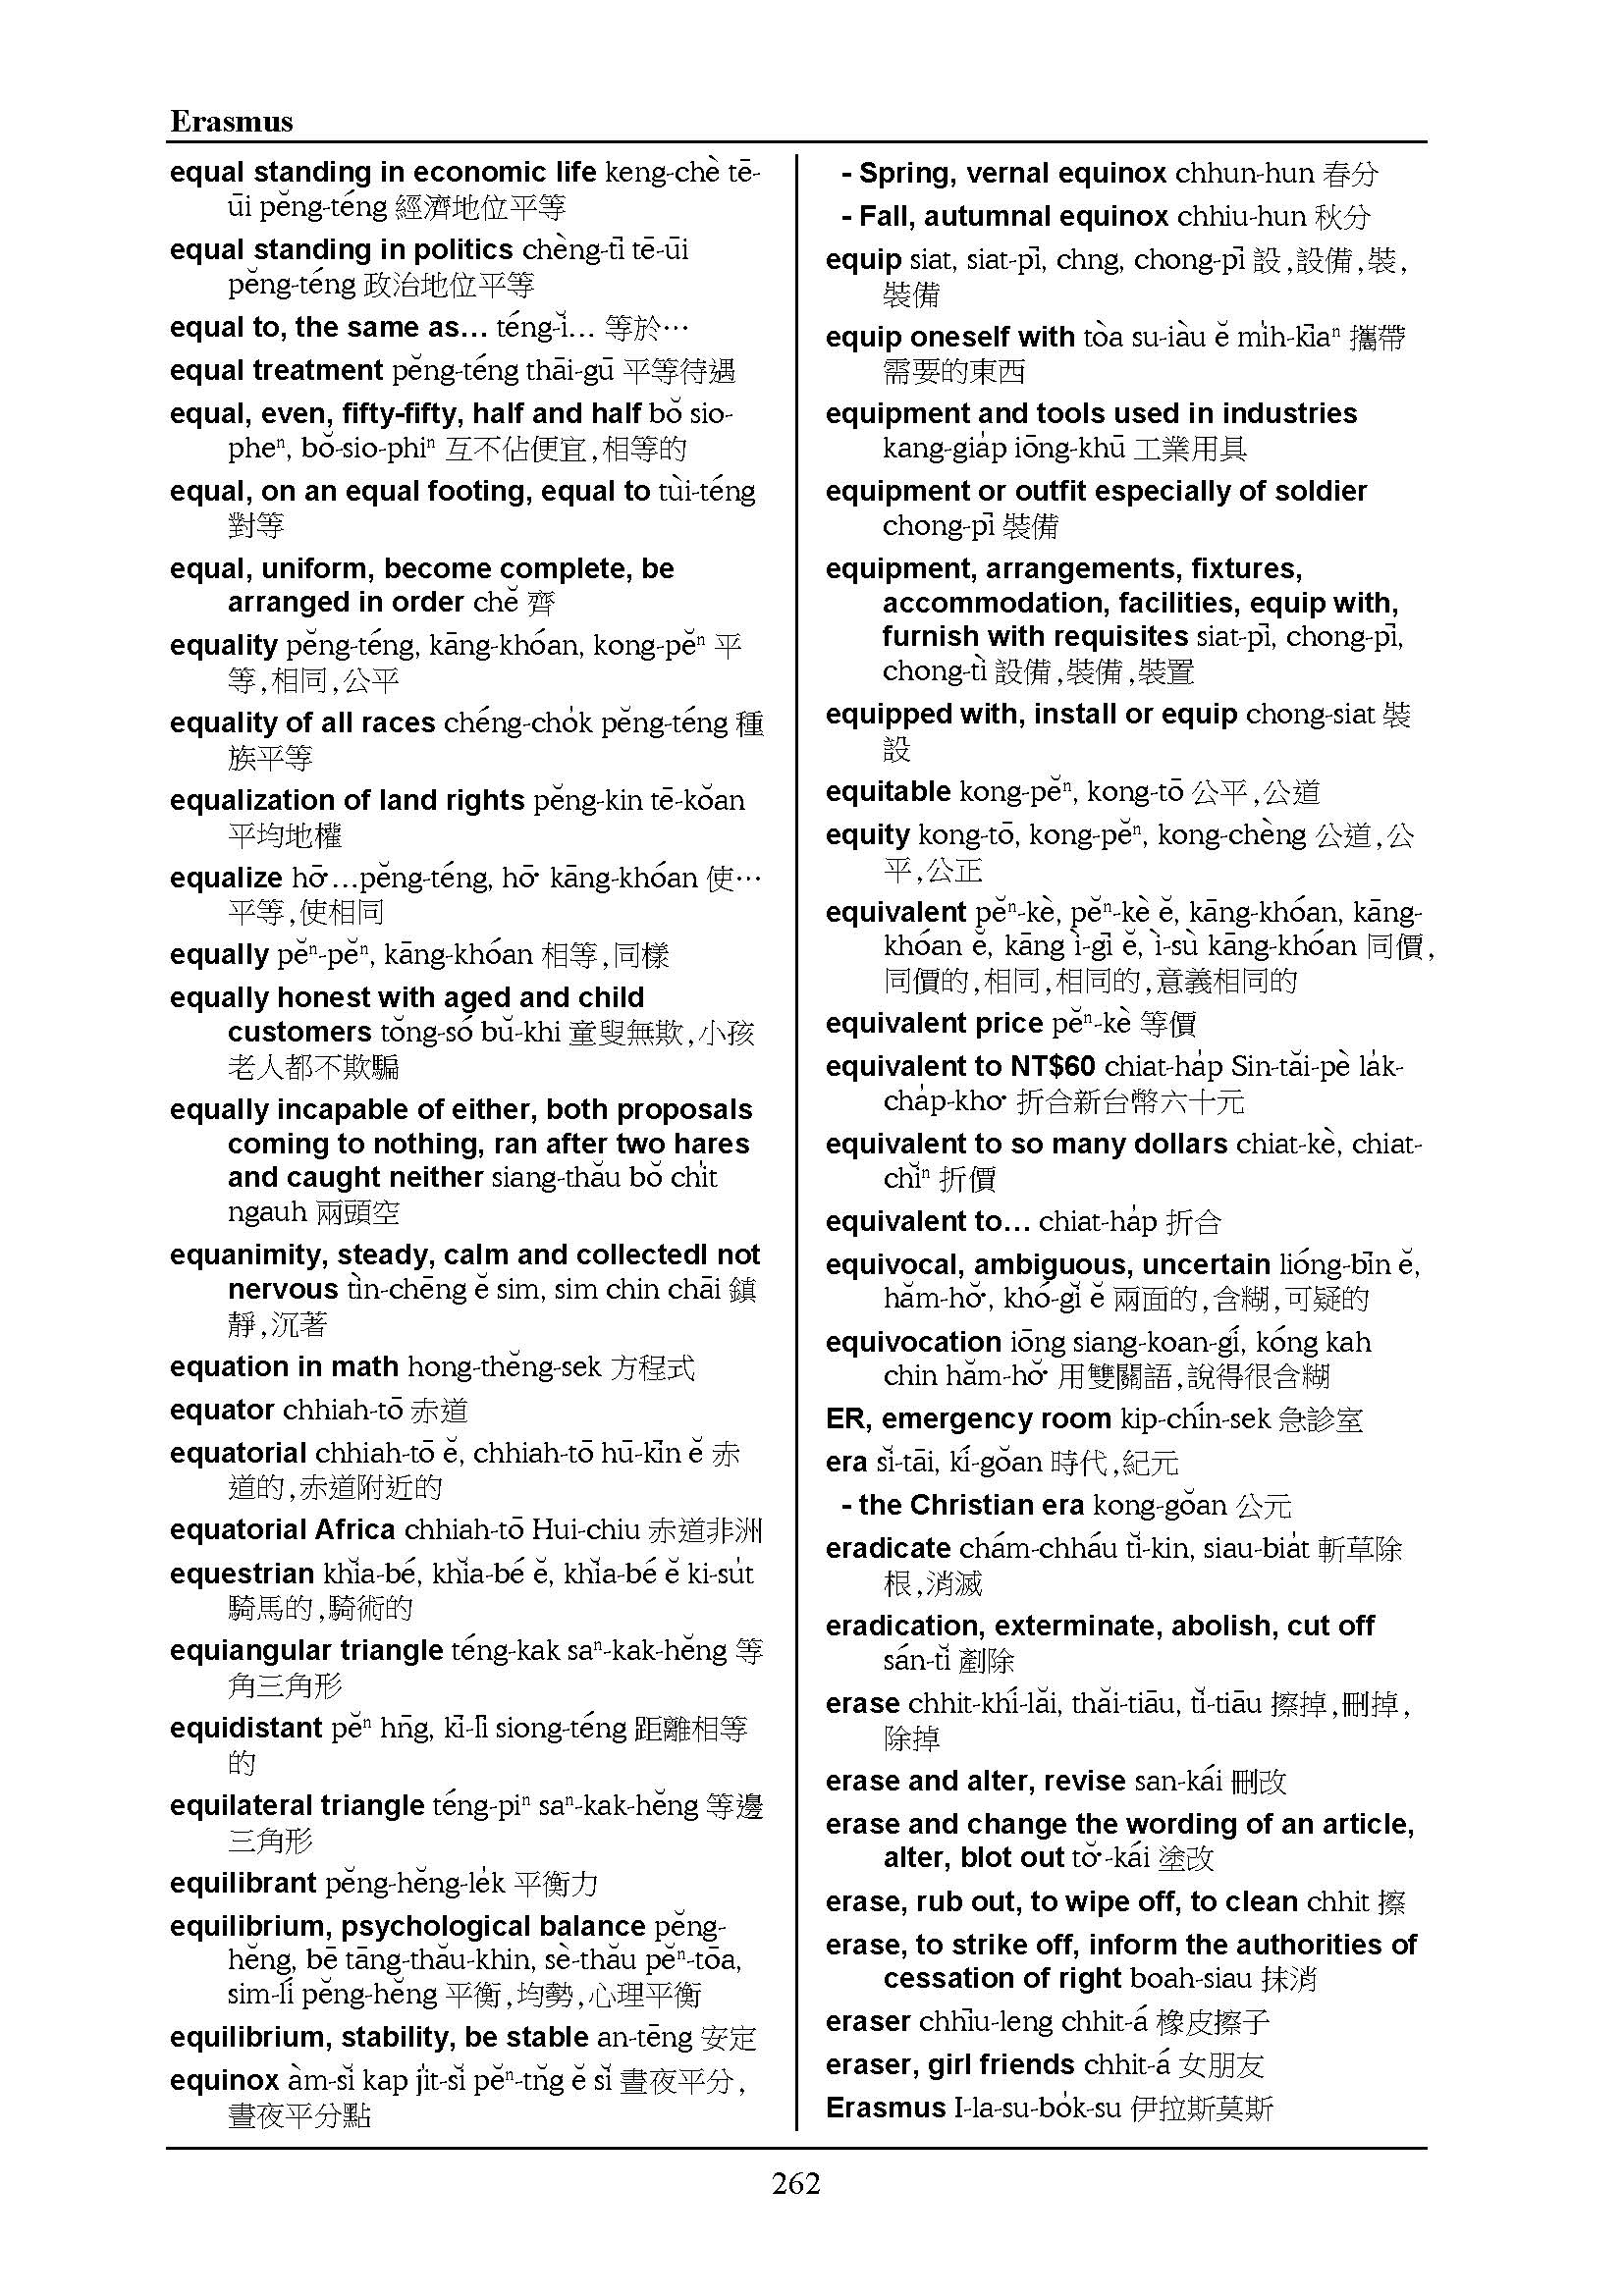 Erasmus
equal standing in economic life keng-chè tē-
ūi pĕng-téng 經濟地位平等
equal standing in politics chèng-tī tē-ūi
pĕng-téng 政治地位平等
equal to, the same as… téng-ĭ… 等於…
equal treatment pĕng-téng thāi-gū 平等待遇
equal, even, fifty-fifty, half and half bŏ sio-
pheⁿ, bŏ-sio-phiⁿ 互不佔便宜,相等的
equal, on an equal footing, equal to tùi-téng
對等
equal, uniform, become complete, be
arranged in order chĕ 齊
equality pĕng-téng, kāng-khóan, kong-pĕⁿ 平
等,相同,公平
equality of all races chéng-cho̍k pĕng-téng 種
族平等
equalization of land rights pĕng-kin tē-kŏan
平均地權
equalize hō͘…pĕng-téng, hō͘ kāng-khóan 使…
平等,使相同
equally pĕⁿ-pĕⁿ, kāng-khóan 相等,同樣
equally honest with aged and child
customers tŏng-só bŭ-khi 童叟無欺,小孩
老人都不欺騙
equally incapable of either, both proposals
coming to nothing, ran after two hares
and caught neither siang-thău bŏ chi̍t
ngauh 兩頭空
equanimity, steady, calm and collectedl not
nervous tìn-chēng ĕ sim, sim chin chāi 鎮
靜,沉著
equation in math hong-thĕng-sek 方程式
equator chhiah-tō 赤道
equatorial chhiah-tō ĕ, chhiah-tō hū-kīn ĕ 赤
道的,赤道附近的
equatorial Africa chhiah-tō Hui-chiu 赤道非洲
equestrian khĭa-bé, khĭa-bé ĕ, khĭa-bé ĕ ki-su̍t
騎馬的,騎術的
equiangular triangle téng-kak saⁿ-kak-hĕng 等
角三角形
equidistant pĕⁿ hn̄g, kī-lī siong-téng 距離相等
的
equilateral triangle téng-piⁿ saⁿ-kak-hĕng 等邊
三角形
equilibrant pĕng-hĕng-le̍k 平衡力
equilibrium, psychological balance pĕng-
hĕng, bē tāng-thău-khin, sè-thău pĕⁿ-tōa,
sim-lí pĕng-hĕng 平衡,均勢,心理平衡
equilibrium, stability, be stable an-tēng 安定
equinox àm-sĭ kap ji̍t-sĭ pĕⁿ-tn̆g ĕ sĭ 晝夜平分,
晝夜平分點
- Spring, vernal equinox chhun-hun 春分
- Fall, autumnal equinox chhiu-hun 秋分
equip siat, siat-pī, chng, chong-pī 設,設備,裝,
裝備
equip oneself with tòa su-iàu ĕ mi̍h-kīaⁿ 攜帶
需要的東西
equipment and tools used in industries
kang-gia̍p iōng-khū 工業用具
equipment or outfit especially of soldier
chong-pī 裝備
equipment, arrangements, fixtures,
accommodation, facilities, equip with,
furnish with requisites siat-pī, chong-pī,
chong-tì 設備,裝備,裝置
equipped with, install or equip chong-siat 裝
設
equitable kong-pĕⁿ, kong-tō 公平,公道
equity kong-tō, kong-pĕⁿ, kong-chèng 公道,公
平,公正
equivalent pĕⁿ-kè, pĕⁿ-kè ĕ, kāng-khóan, kāng-
khóan ĕ, kāng ì-gī ĕ, ì-sù kāng-khóan 同價,
同價的,相同,相同的,意義相同的
equivalent price pĕⁿ-kè 等價
equivalent to NT$60 chiat-ha̍p Sin-tăi-pè la̍k-
cha̍p-kho͘ 折合新台幣六十元
equivalent to so many dollars chiat-kè, chiat-
chĭⁿ 折價
equivalent to… chiat-ha̍p 折合
equivocal, ambiguous, uncertain lióng-bīn ĕ,
hăm-hŏ͘, khó-gĭ ĕ 兩面的,含糊,可疑的
equivocation iōng siang-koan-gí, kóng kah
chin hăm-hŏ͘ 用雙關語,說得很含糊
ER, emergency room kip-chín-sek 急診室
era sĭ-tāi, kí-gŏan 時代,紀元
- the Christian era kong-gŏan 公元
eradicate chám-chháu tĭ-kin, siau-bia̍t 斬草除
根,消滅
eradication, exterminate, abolish, cut off
sán-tĭ 剷除
erase chhit-khí-lăi, thăi-tiāu, tĭ-tiāu 擦掉,刪掉,
除掉
erase and alter, revise san-kái 刪改
erase and change the wording of an article,
alter, blot out tŏ͘-kái 塗改
erase, rub out, to wipe off, to clean chhit 擦
erase, to strike off, inform the authorities of
cessation of right boah-siau 抹消
eraser chhīu-leng chhit-á 橡皮擦子
eraser, girl friends chhit-á 女朋友
Erasmus I-la-su-bo̍k-su 伊拉斯莫斯
262